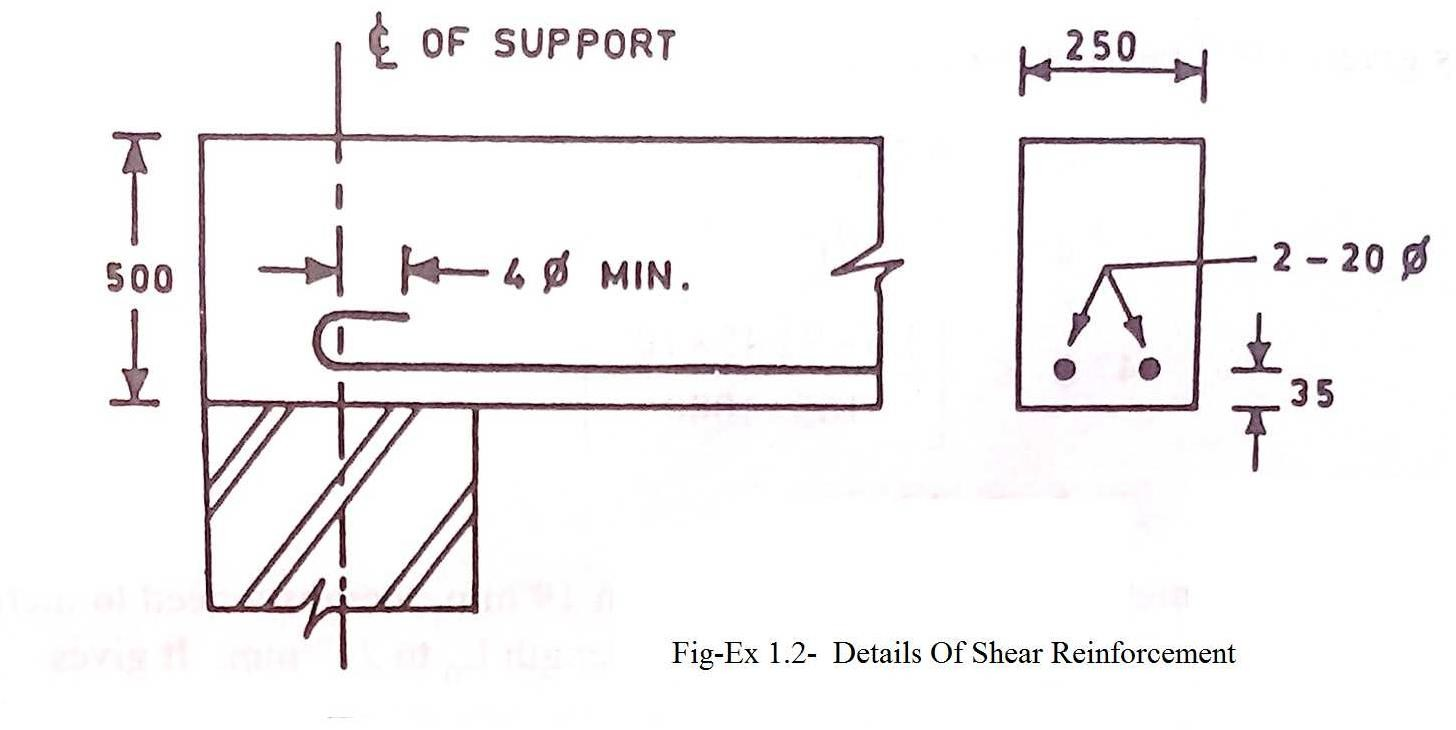 ℄ OF SUPPORT
250
500
4 Ø MIN.
2 - 20 Ø
35
Fig-Ex 1.2- Details Of Shear Reinforcement